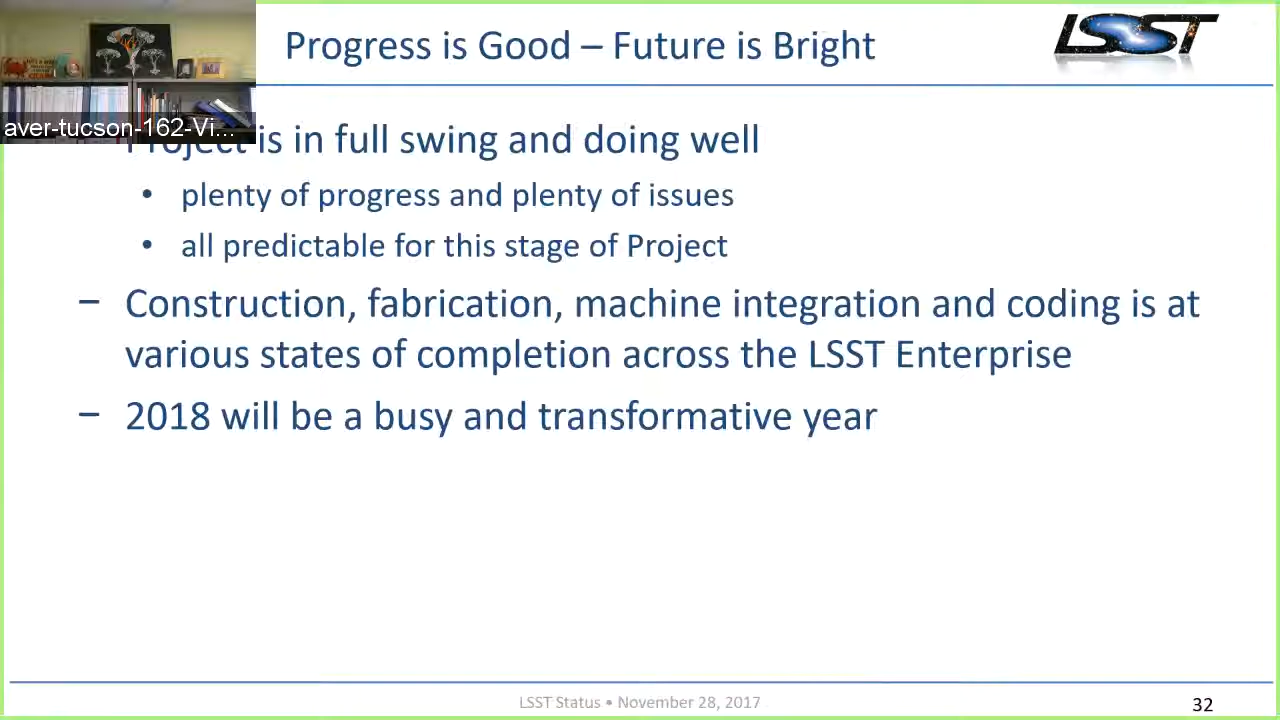 Progress is Good – Future is Bright
LSST
aver-tucson-162-Vi...
Project is in full swing and doing well
• plenty of progress and plenty of issues
• all predictable for this stage of Project
– Construction, fabrication, machine integration and coding is at
various states of completion across the LSST Enterprise
– 2018 will be a busy and transformative year
LSST Status • November 28, 2017
32